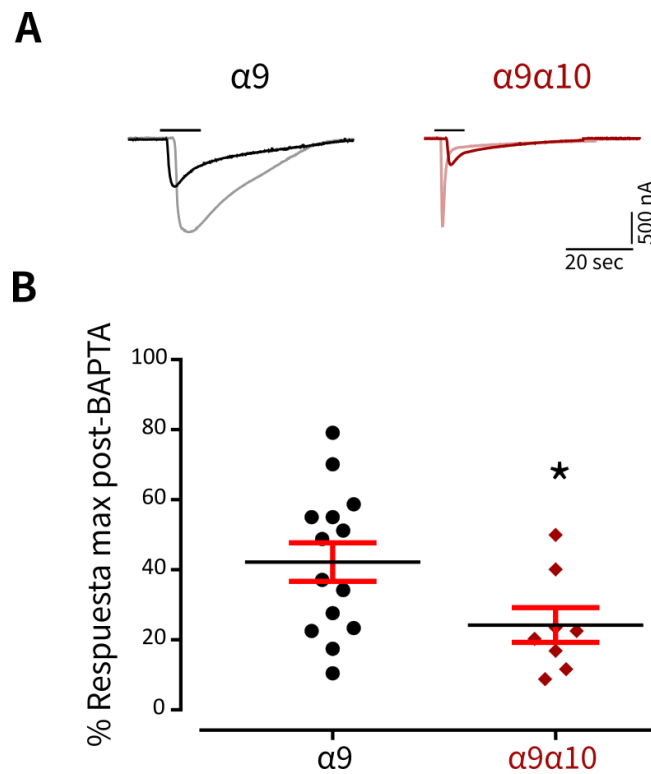 A
α9
α9α10
500 nA
20 sec
B
% Respuesta max post-BAPTA
100
80
60
40
20
0
*
α9
α9α10